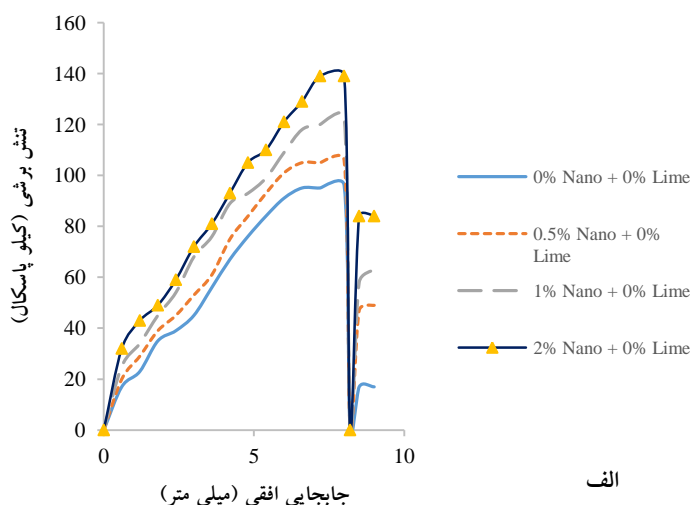 160
140
120
100
80
60
40
20
0
تنش برشی (کیلو پاسکال)
0
5
10
جابجایی افقی (میلی متر)
0% Nano + 0% Lime
0.5% Nano + 0%
Lime
1% Nano + 0% Lime
2% Nano + 0% Lime
الف